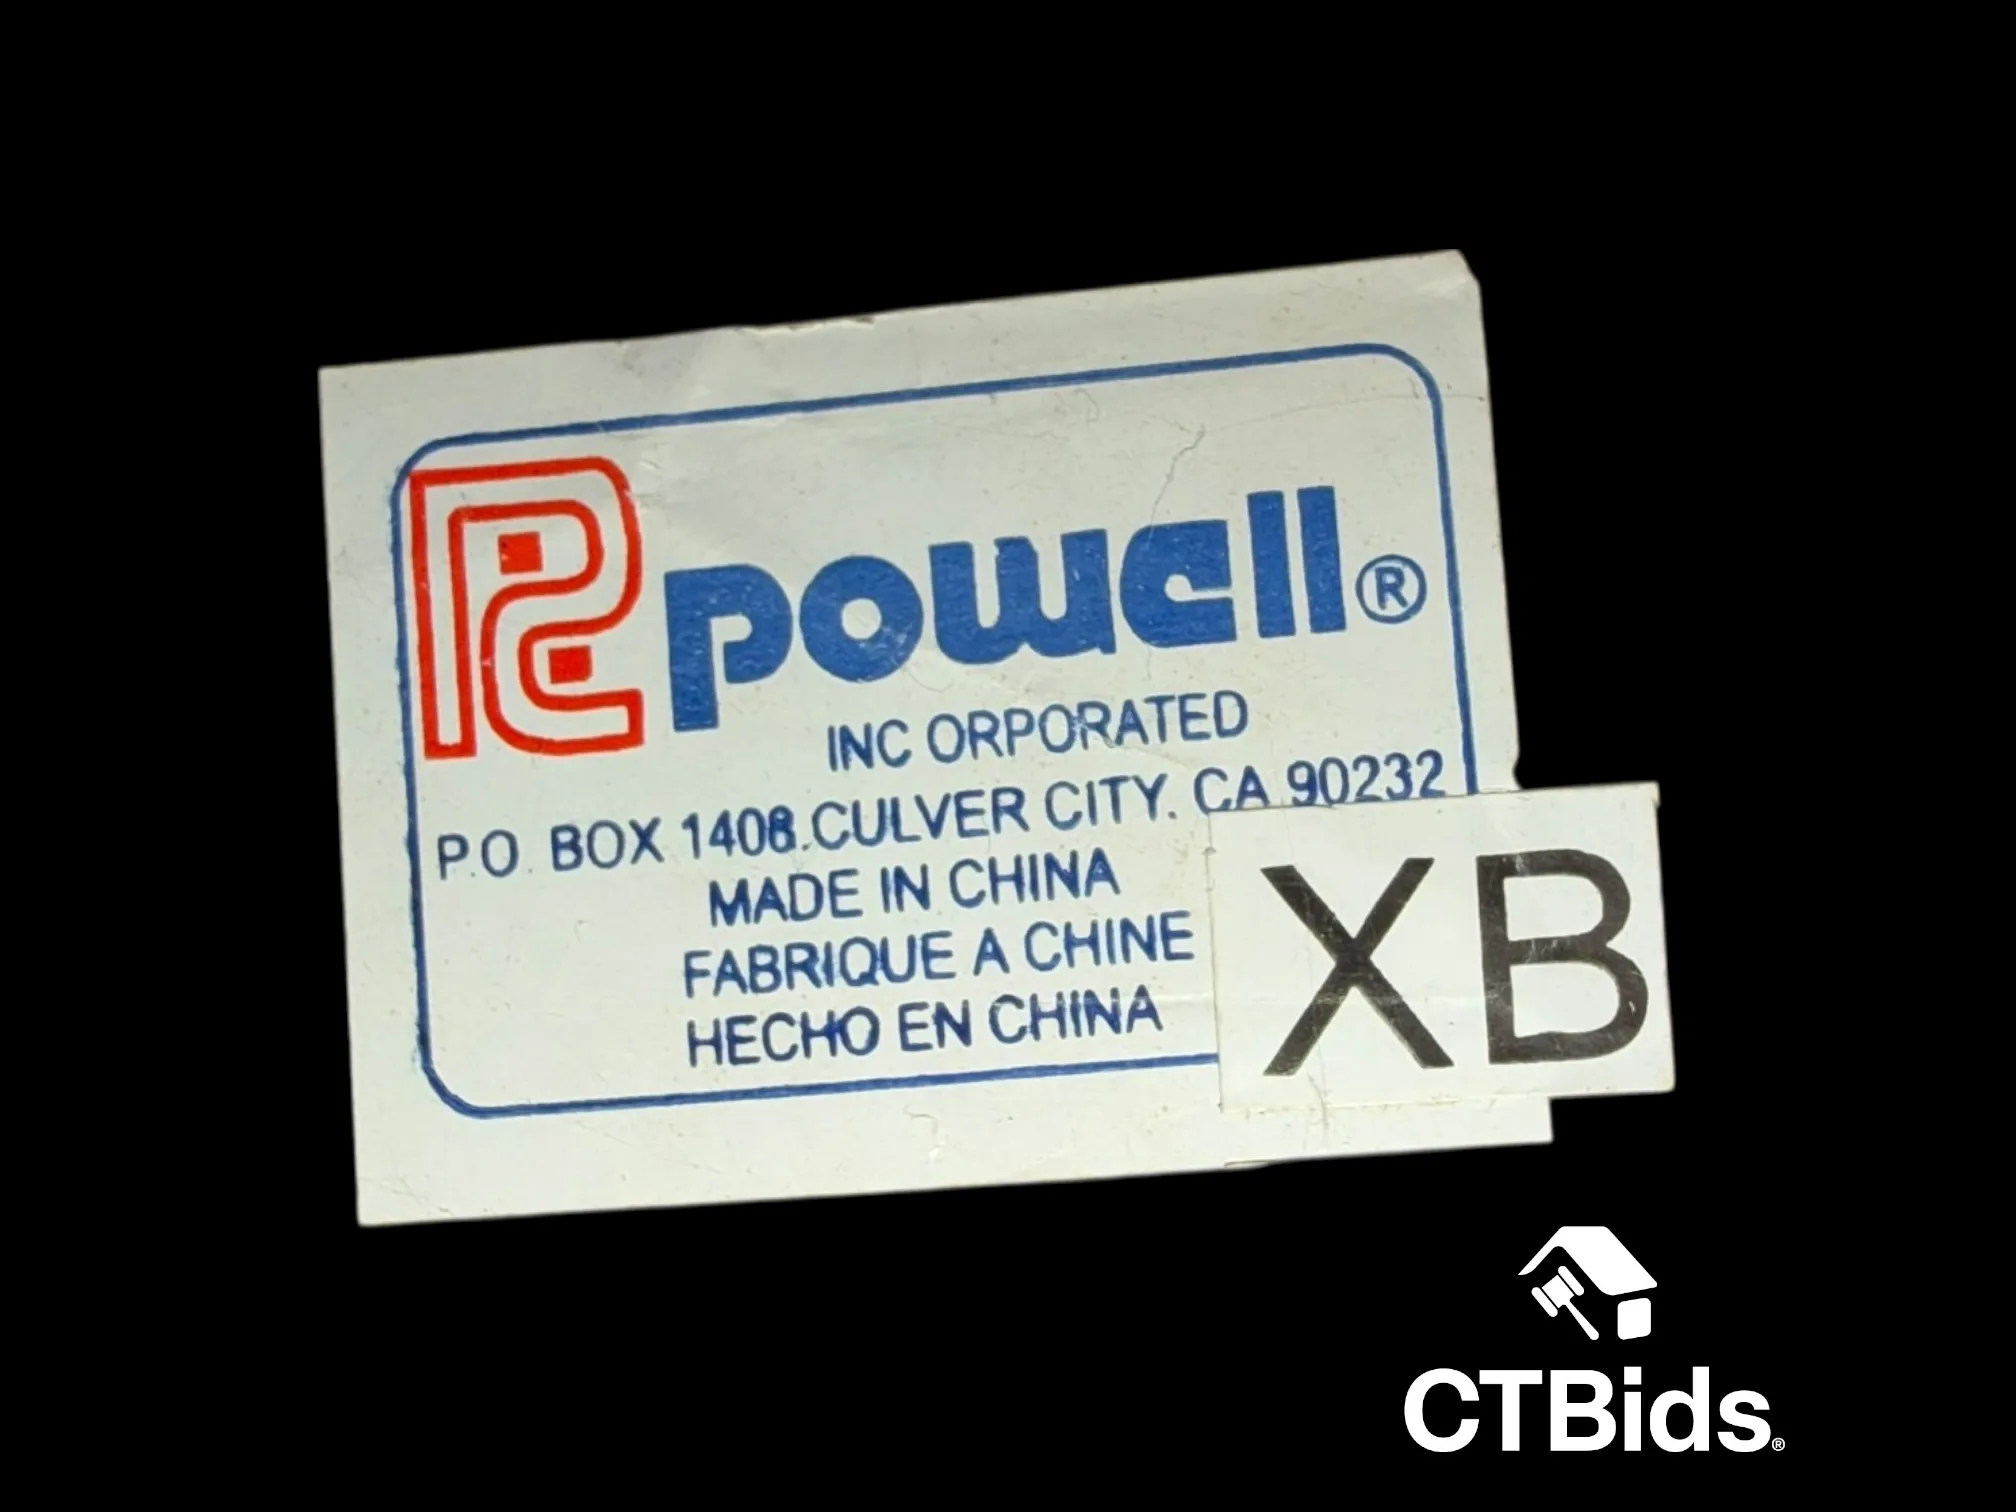 powell®
INC ORPORATED
P.O. BOX 1408. CULVER CITY. CA 90232
MADE IN CHINA
FABRIQUE A CHINE
HECHO EN CHINA
XB
CTBids®